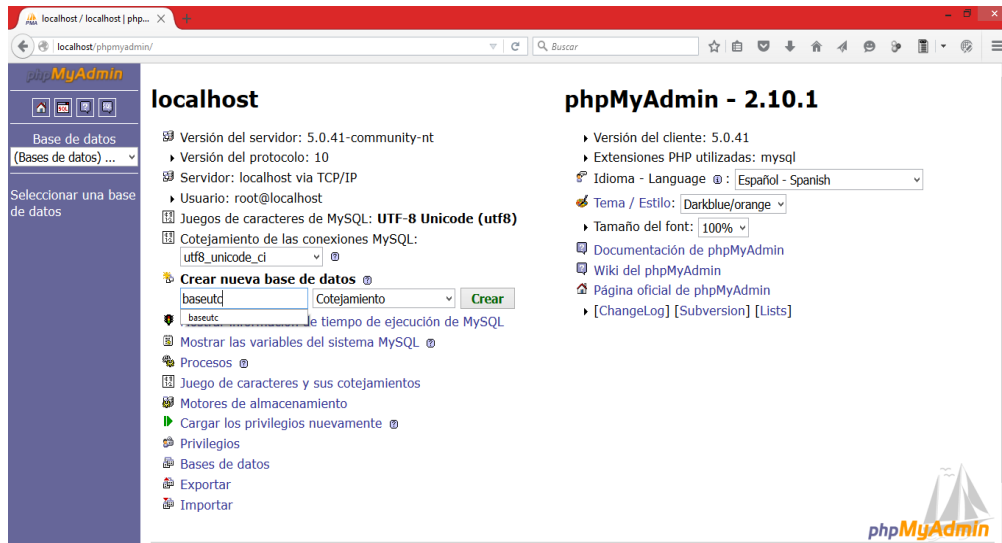 localhost / localhost | php...
localhost/phpmyadmin/
Buscar
phpMyAdmin
Base de datos
(Bases de datos) ...
Seleccionar una base
de datos
localhost
Versión del servidor: 5.0.41-community-nt
Versión del protocolo: 10
Servidor: localhost via TCP/IP
Usuario: root@localhost
Juegos de caracteres de MySQL: UTF-8 Unicode (utf8)
Cotejamiento de las conexiones MySQL:
utf8_unicode_ci
Crear nueva base de datos
baseutc Cotejamiento Crear
baseutc
Mostrar información de tiempo de ejecución de MySQL
Mostrar las variables del sistema MySQL
Procesos
Juego de caracteres y sus cotejamientos
Motores de almacenamiento
Cargar los privilegios nuevamente
Privilegios
Bases de datos
Exportar
Importar
phpMyAdmin - 2.10.1
Versión del cliente: 5.0.41
Extensiones PHP utilizadas: mysql
Idioma - Language : Español - Spanish
Tema / Estilo: Darkblue/orange
Tamaño del font: 100%
Documentación de phpMyAdmin
Wiki del phpMyAdmin
Página oficial de phpMyAdmin
[ChangeLog] [Subversion] [Lists]
phpMyAdmin